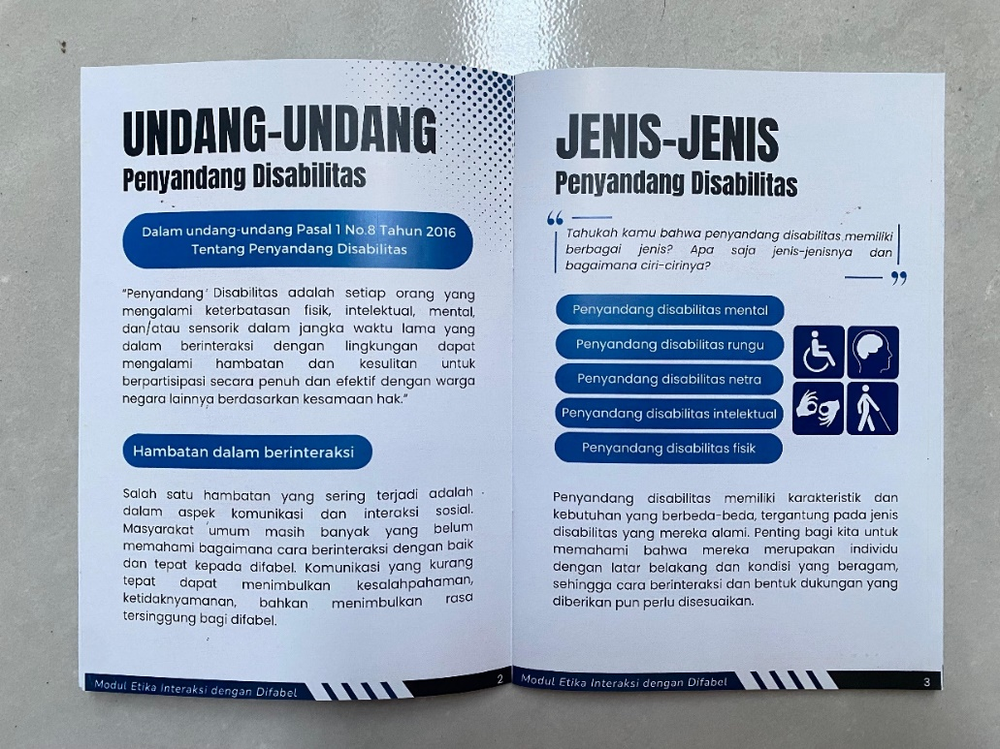 UNDANG-UNDANG
Penyandang Disabilitas
Dalam undang-undang Pasal 1 No.8 Tahun 2016
Tentang Penyandang Disabilitas
“Penyandang Disabilitas adalah setiap orang yang
mengalami keterbatasan fisik, intelektual, mental,
dan/atau sensorik dalam jangka waktu lama yang
dalam berinteraksi dengan lingkungan dapat
mengalami hambatan dan kesulitan untuk
berpartisipasi secara penuh dan efektif dengan warga
negara lainnya berdasarkan kesamaan hak.”
Hambatan dalam berinteraksi
Salah satu hambatan yang sering terjadi adalah
dalam aspek komunikasi dan interaksi sosial.
Masyarakat umum masih banyak yang belum
memahami bagaimana cara berinteraksi dengan baik
dan tepat kepada difabel. Komunikasi yang kurang
tepat dapat menimbulkan kesalahpahaman,
ketidaknyamanan, bahkan menimbulkan rasa
tersinggung bagi difabel.
Modul Etika Interaksi dengan Difabel 2
JENIS-JENIS
Penyandang Disabilitas
“
Tahukah kamu bahwa penyandang disabilitas memiliki
berbagai jenis? Apa saja jenis-jenisnya dan
bagaimana ciri-cirinya?
”
Penyandang disabilitas mental
Penyandang disabilitas rungu
Penyandang disabilitas netra
Penyandang disabilitas intelektual
Penyandang disabilitas fisik
Penyandang disabilitas memiliki karakteristik dan
kebutuhan yang berbeda-beda, tergantung pada jenis
disabilitas yang mereka alami. Penting bagi kita untuk
memahami bahwa mereka merupakan individu
dengan latar belakang dan kondisi yang beragam,
sehingga cara berinteraksi dan bentuk dukungan yang
diberikan pun perlu disesuaikan.
Modul Etika Interaksi dengan Difabel 3